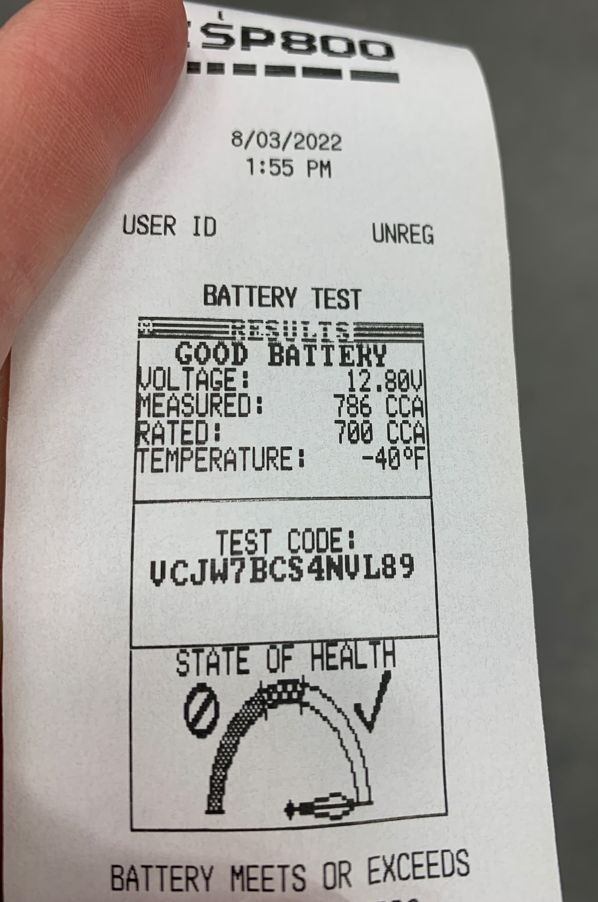 SP800
8/03/2022
1:55 PM
USER ID UNREG
BATTERY TEST
RESULTS
GOOD BATTERY
VOLTAGE: 12.80V
MEASURED: 786 CCA
RATED: 700 CCA
TEMPERATURE: -40°F
TEST CODE:
VCJW7BCS4NVL89
STATE OF HEALTH
BATTERY MEETS OR EXCEEDS